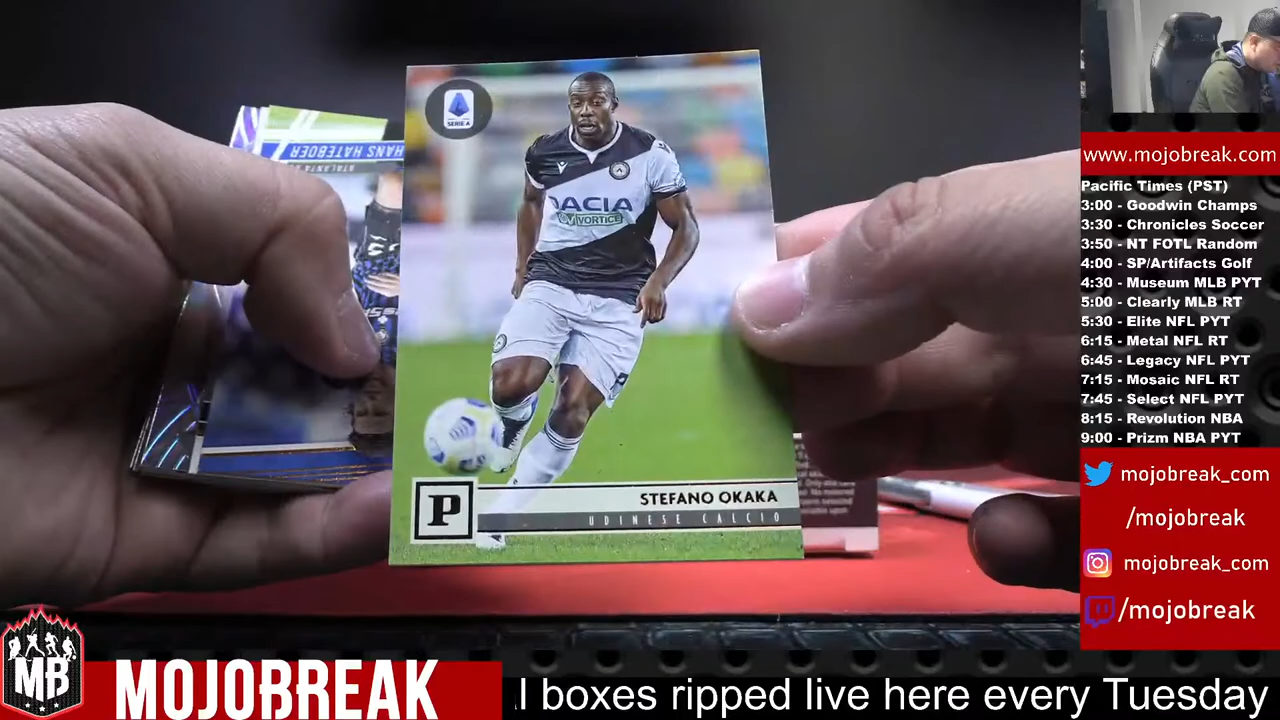 SERIE A
HANS HATEBOER
ATALANTA
DACIA
VORTICE
P
STEFANO OKAKA
UDINESE CALCIO
www.mojobreak.com
Pacific Times (PST)
3:00 - Goodwin Champs
3:30 - Chronicles Soccer
3:50 - NT FOTL Random
4:00 - SP/Artifacts Golf
4:30 - Museum MLB PYT
5:00 - Clearly MLB RT
5:30 - Elite NFL PYT
6:15 - Metal NFL RT
6:45 - Legacy NFL PYT
7:15 - Mosaic NFL RT
7:45 - Select NFL PYT
8:15 - Revolution NBA
9:00 - Prizm NBA PYT
mojobreak_com
/mojobreak
mojobreak_com
/mojobreak
MB
MOJOBREAK
l boxes ripped live here every Tuesday